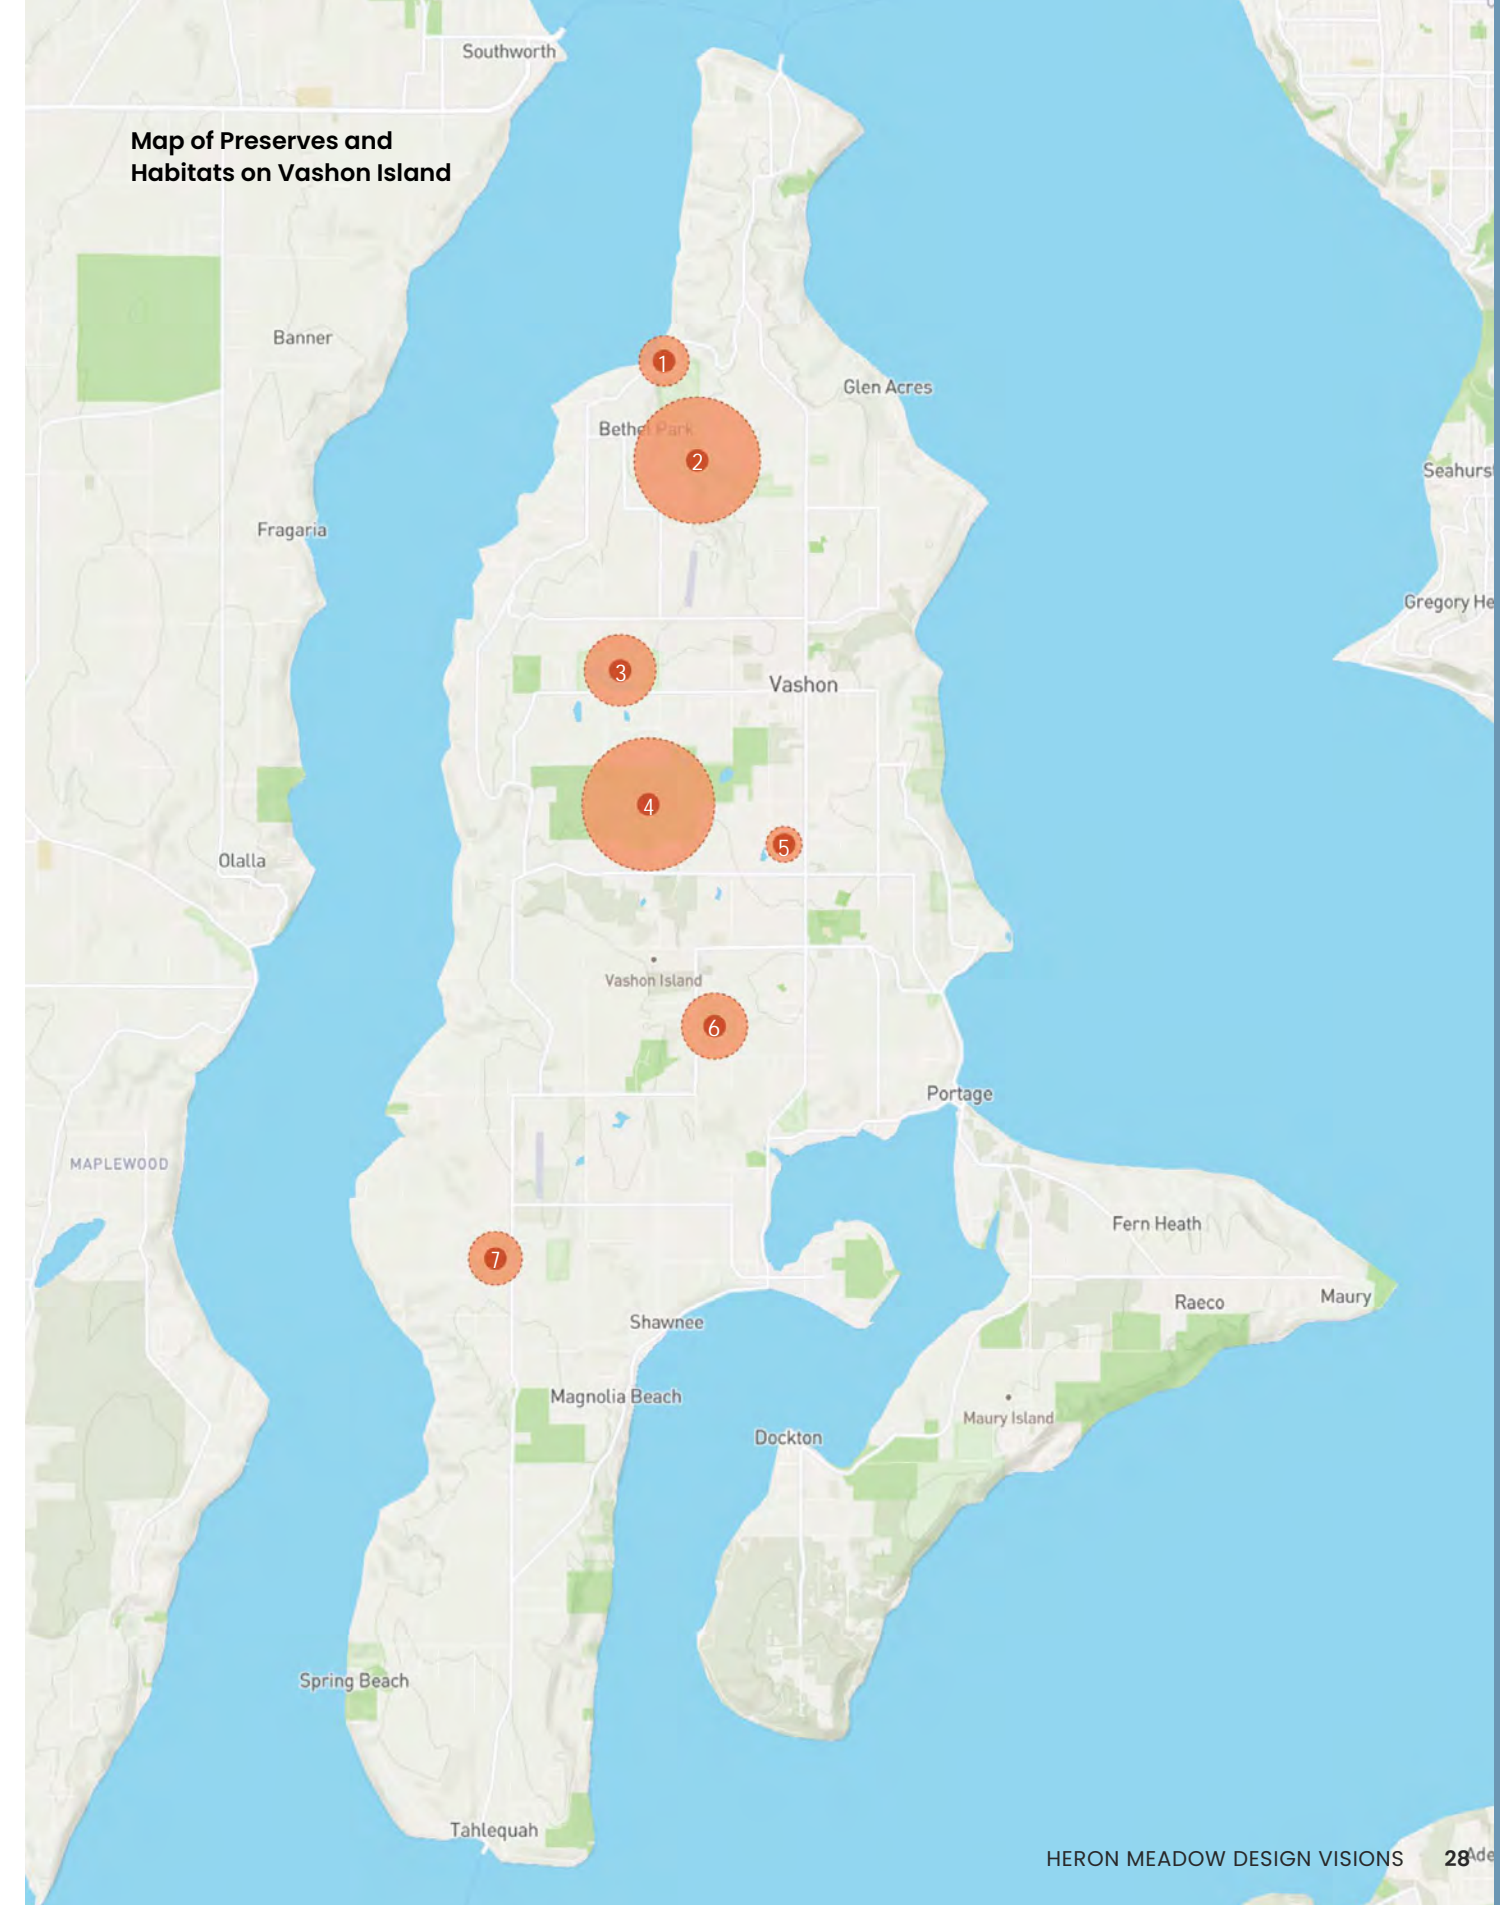 Southworth
Map of Preserves and
Habitats on Vashon Island
Banner
1
Glen Acres
Bethel Park
2
Seahurst
Fragaria
Gregory He
3
Vashon
4
5
Olalla
Vashon Island
6
Portage
MAPLEWOOD
Fern Heath
7
Maury
Raeco
Shawnee
Magnolia Beach
Maury Island
Dockton
Spring Beach
Tahlequah
HERON MEADOW DESIGN VISIONS 28
Ade